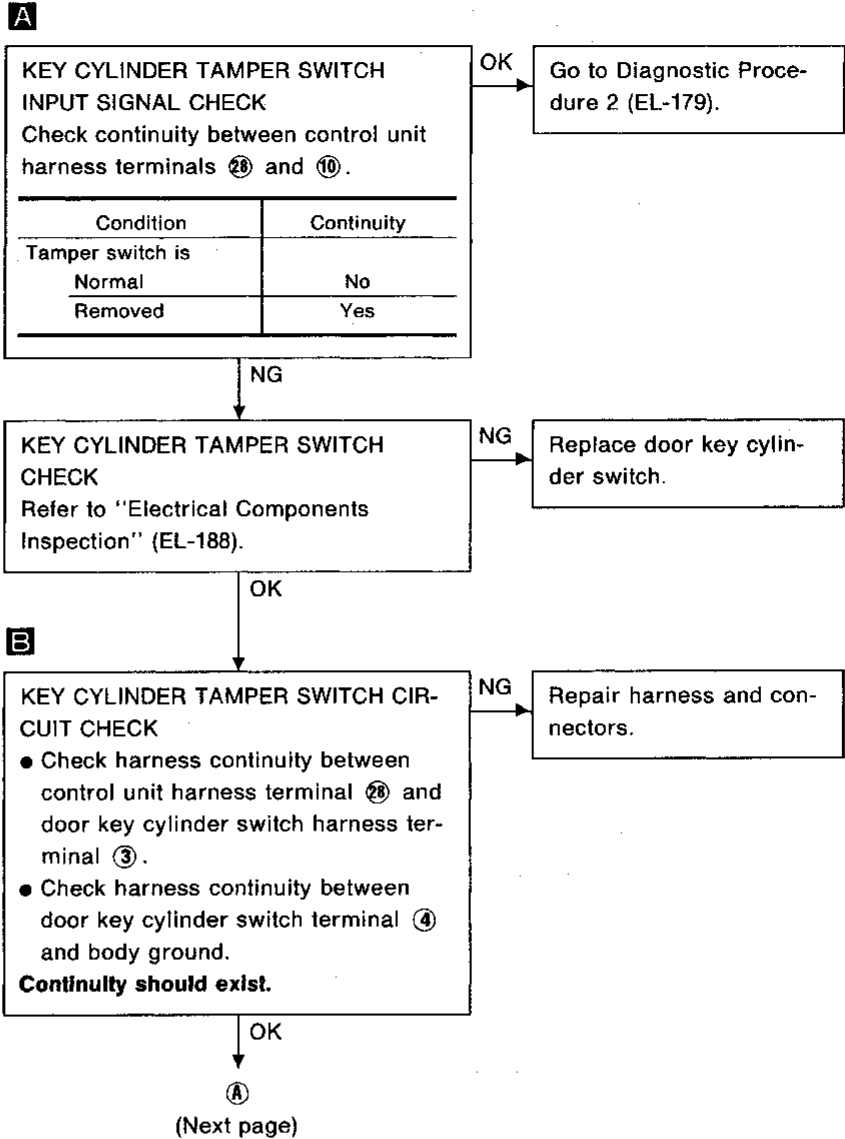 A
KEY CYLINDER TAMPER SWITCH
INPUT SIGNAL CHECK
Check continuity between control unit
harness terminals ㉘ and ⑩.
Condition Continuity
Tamper switch is
Normal No
Removed Yes
OK
Go to Diagnostic Proce-
dure 2 (EL-179).
NG
KEY CYLINDER TAMPER SWITCH
CHECK
Refer to "Electrical Components
Inspection" (EL-188).
NG
Replace door key cylin-
der switch.
OK
B
KEY CYLINDER TAMPER SWITCH CIR-
CUIT CHECK
● Check harness continuity between
control unit harness terminal ㉘ and
door key cylinder switch harness ter-
minal ③.
● Check harness continuity between
door key cylinder switch terminal ④
and body ground.
Continuity should exist.
NG
Repair harness and con-
nectors.
OK
Ⓐ
(Next page)